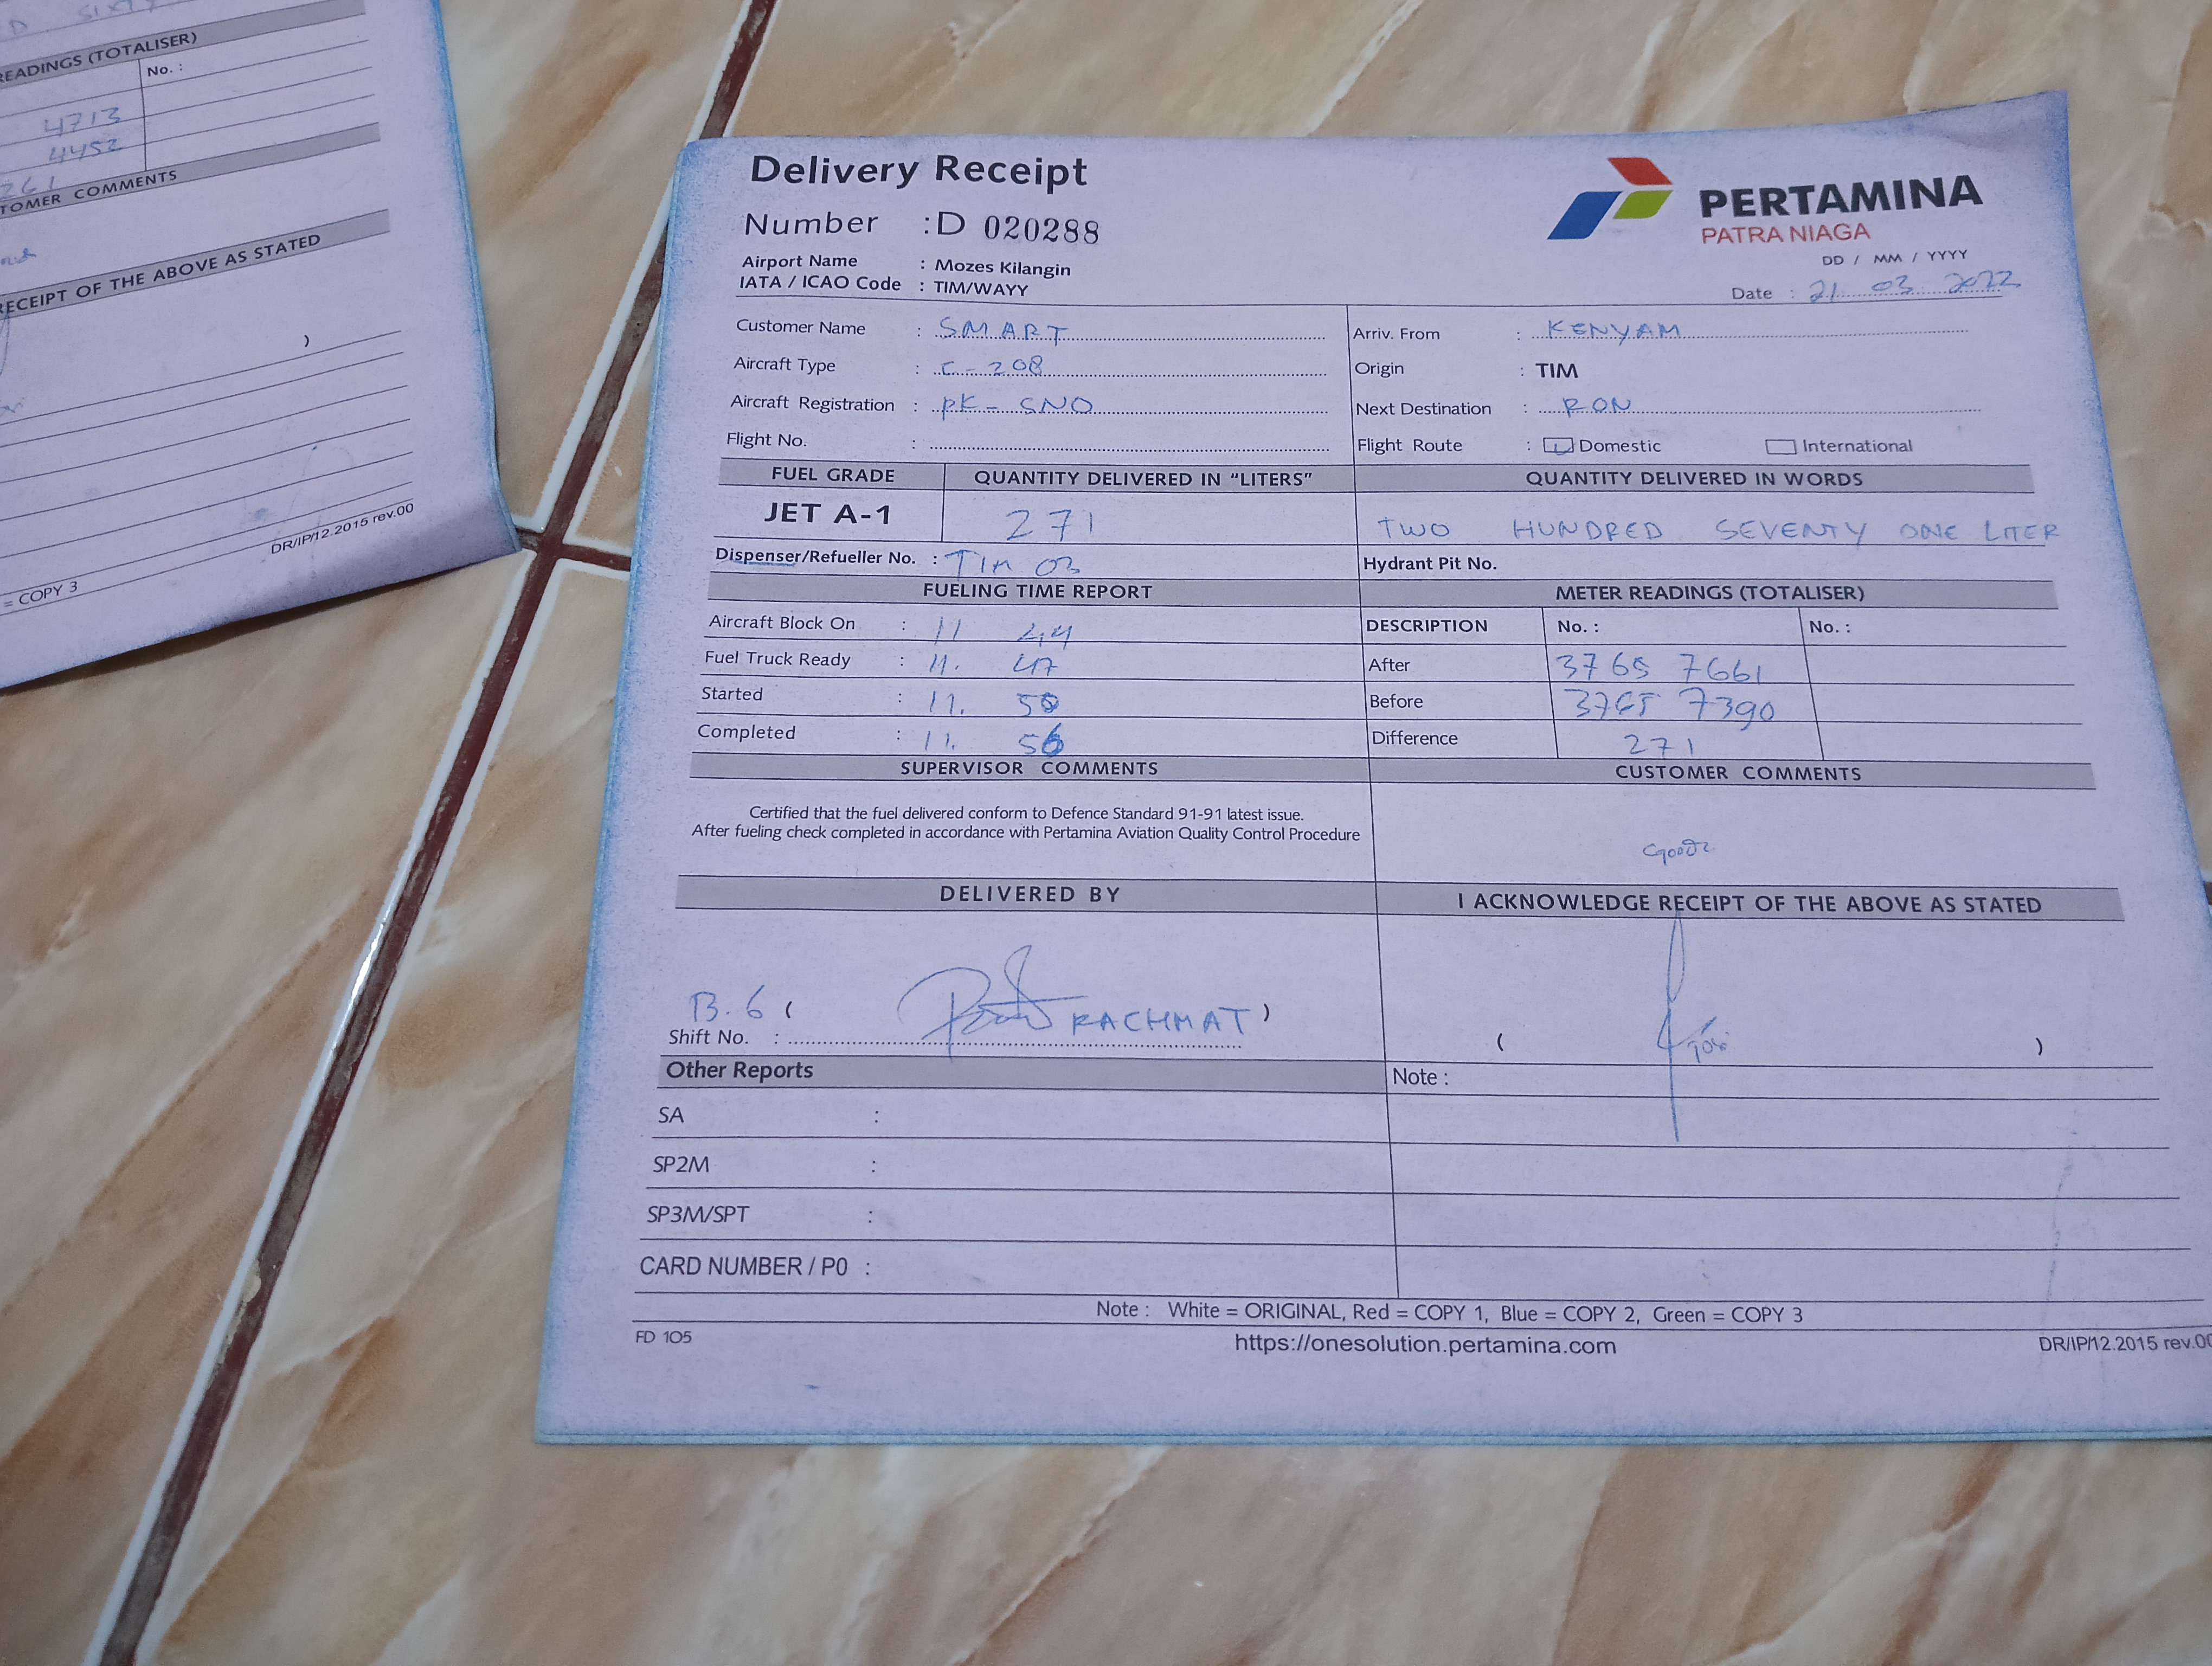 D SIXTY
READINGS (TOTALISER)
No. :
4713
4452
261
TOMER COMMENTS
RECEIPT OF THE ABOVE AS STATED
)
DR/IP/12.2015 rev.00
= COPY 3
Delivery Receipt
PERTAMINA
PATRA NIAGA
Number : D 020288
Airport Name : Mozes Kilangin
DD / MM / YYYY
IATA / ICAO Code : TIM/WAYY
Date : 21 03 2022
Customer Name : SMART
Arriv. From : KENYAM
Aircraft Type : C-208
Origin : TIM
Aircraft Registration : PK-SNO
Next Destination : RON
Flight No. :
Flight Route : Domestic International
FUEL GRADE QUANTITY DELIVERED IN “LITERS” QUANTITY DELIVERED IN WORDS
JET A-1 271 TWO HUNDRED SEVENTY ONE LITER
Dispenser/Refueller No. : TIM 03 Hydrant Pit No.
FUELING TIME REPORT METER READINGS (TOTALISER)
Aircraft Block On : 11 44 DESCRIPTION No. : No. :
Fuel Truck Ready : 11. 47 After 3765 7661
Started : 11. 50 Before 3765 7390
Completed : 11. 56 Difference 271
SUPERVISOR COMMENTS CUSTOMER COMMENTS
Certified that the fuel delivered conform to Defence Standard 91-91 latest issue.
After fueling check completed in accordance with Pertamina Aviation Quality Control Procedure
DELIVERED BY I ACKNOWLEDGE RECEIPT OF THE ABOVE AS STATED
B.6 ( RACHMAT )
Shift No. : ( )
Other Reports Note :
SA :
SP2M :
SP3M/SPT :
CARD NUMBER / P0 :
Note : White = ORIGINAL, Red = COPY 1, Blue = COPY 2, Green = COPY 3
FD 105 https://onesolution.pertamina.com DR/IP/12.2015 rev.00